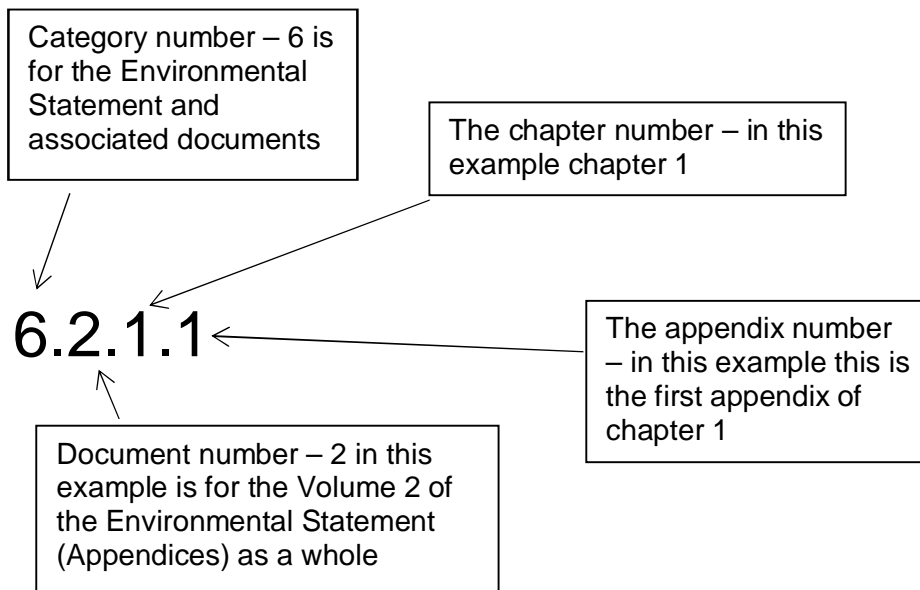 Category number – 6 is
for the Environmental
Statement and
associated documents
The chapter number – in this
example chapter 1
6.2.1.1
The appendix number
– in this example this is
the first appendix of
chapter 1
Document number – 2 in this
example is for the Volume 2 of
the Environmental Statement
(Appendices) as a whole